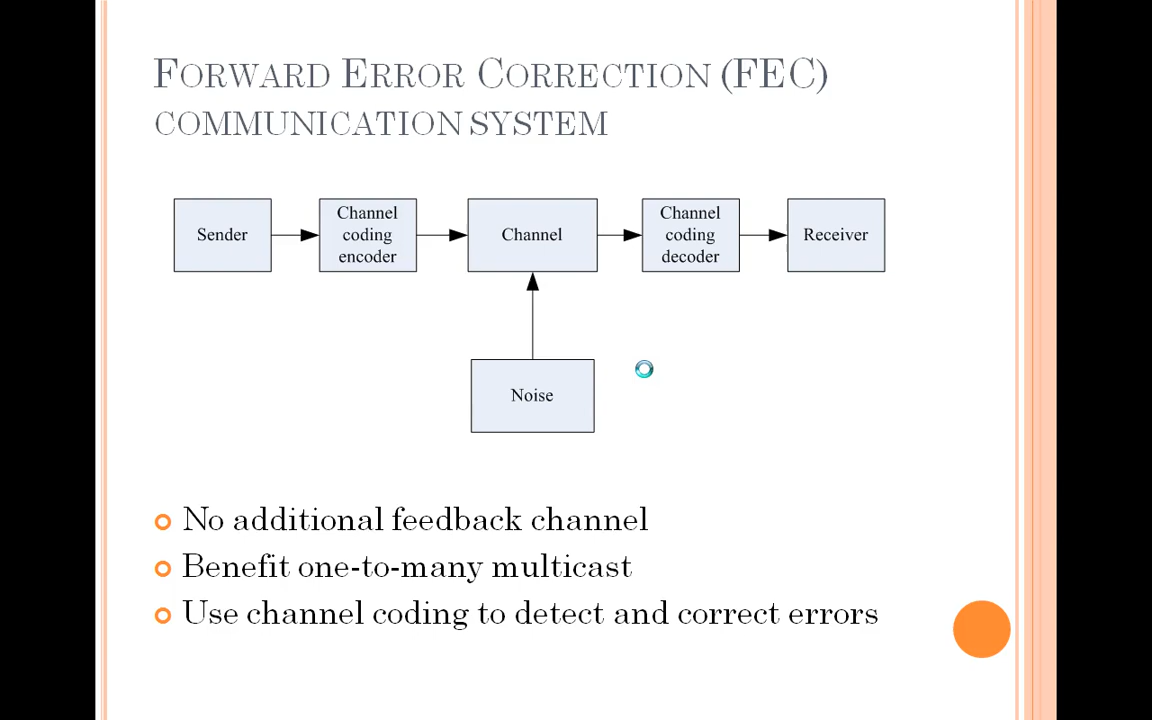 FORWARD ERROR CORRECTION (FEC)
COMMUNICATION SYSTEM
Sender
Channel
coding
encoder
Channel
Channel
coding
decoder
Receiver
Noise
No additional feedback channel
Benefit one-to-many multicast
Use channel coding to detect and correct errors